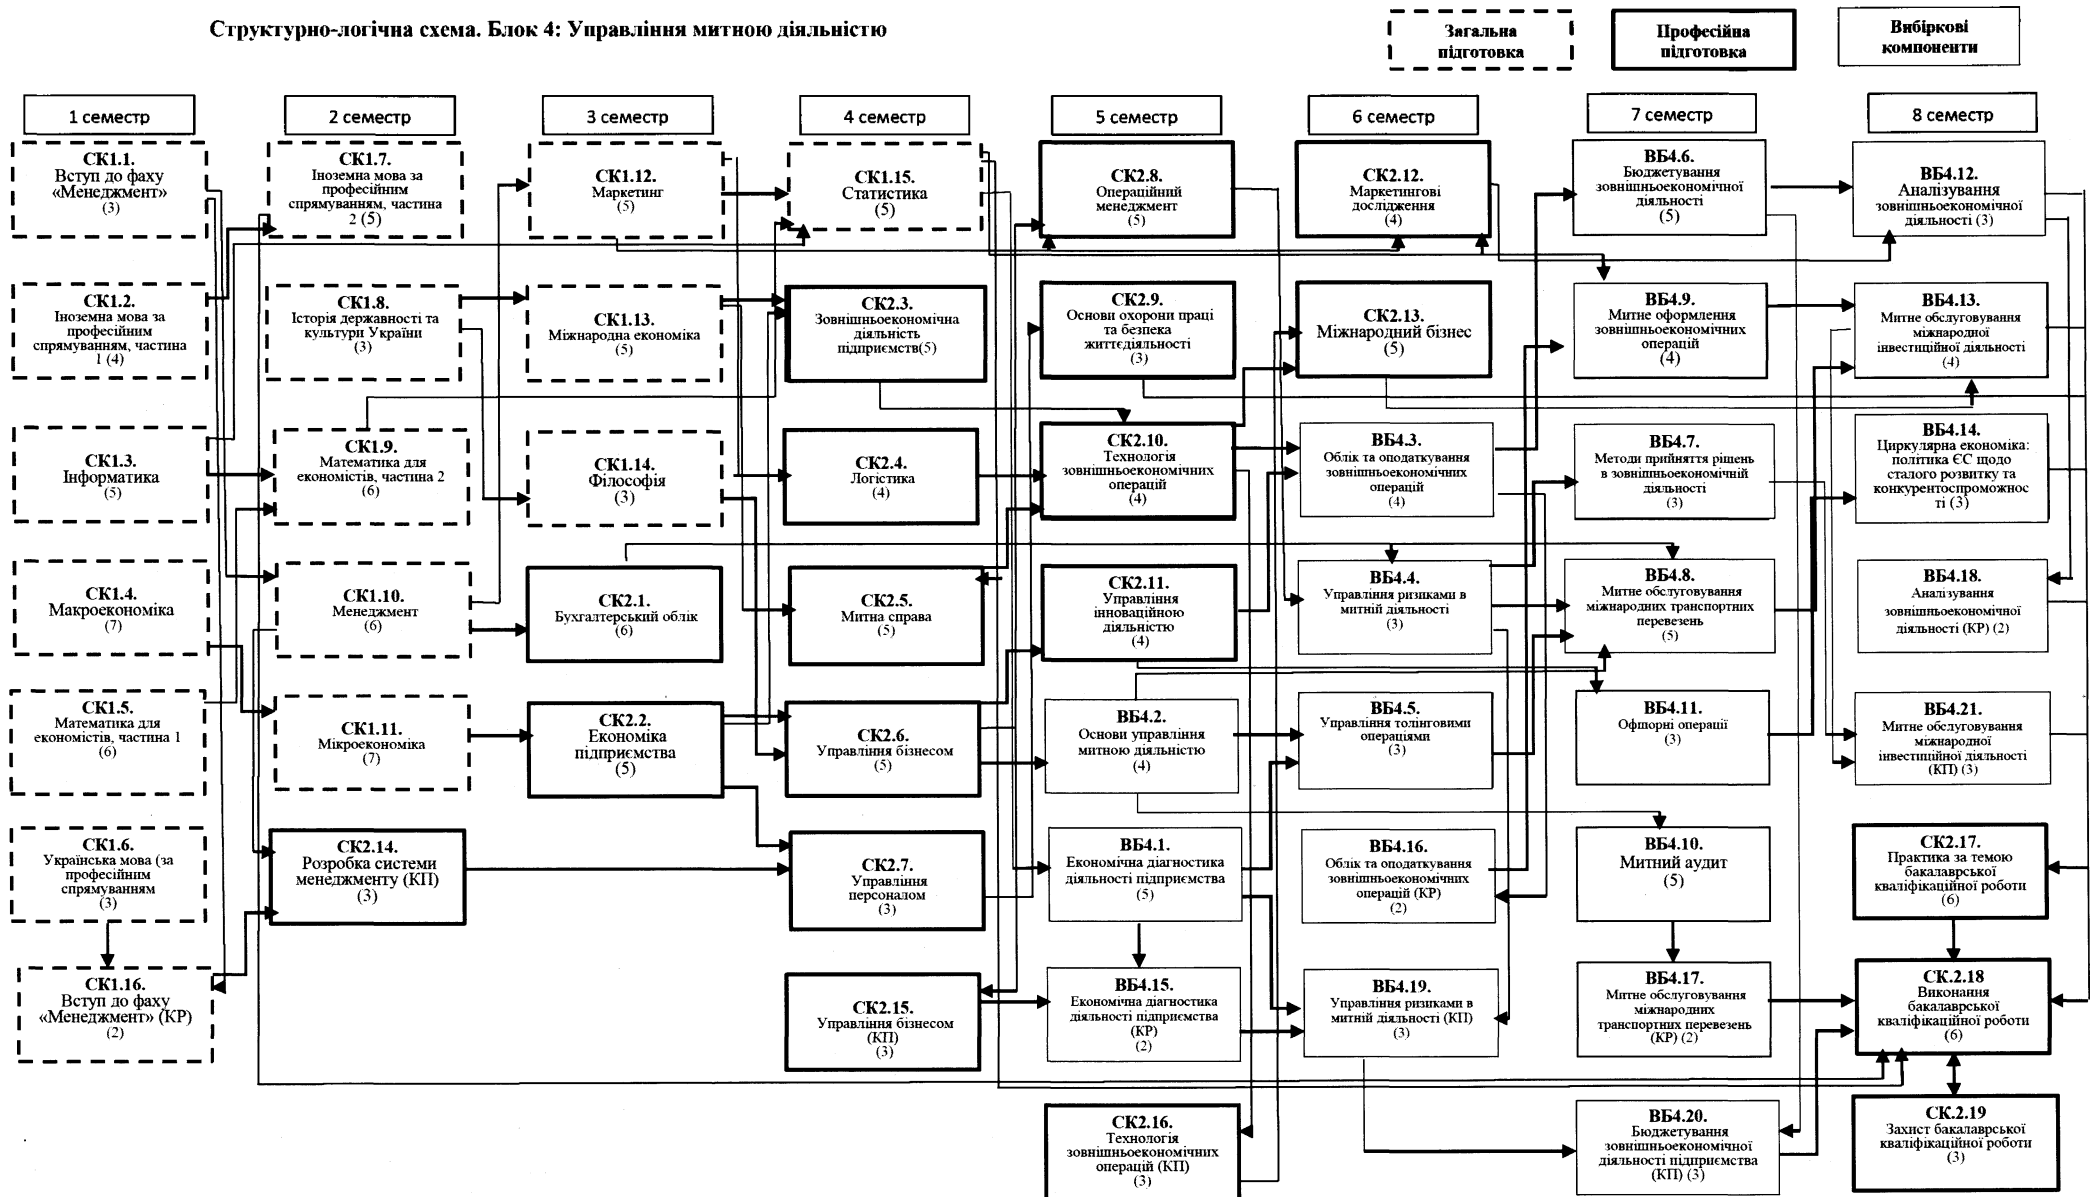 Структурно-логічна схема. Блок 4: Управління митною діяльністю
Загальна
підготовка
Професійна
підготовка
Вибіркові
компоненти
1 семестр
2 семестр
3 семестр
4 семестр
5 семестр
6 семестр
7 семестр
8 семестр
СК1.1.
Вступ до фаху
«Менеджмент»
(3)
СК1.2.
Іноземна мова за
професійним
спрямуванням, частина
1 (4)
СК1.3.
Інформатика
(5)
СК1.4.
Макроекономіка
(7)
СК1.5.
Математика для
економістів, частина 1
(6)
СК1.6.
Українська мова (за
професійним
спрямуванням
(3)
СК1.16.
Вступ до фаху
«Менеджмент» (КР)
(2)
СК1.7.
Іноземна мова за
професійним
спрямуванням, частина
2 (5)
СК1.8.
Історія державності та
культури України
(3)
СК1.9.
Математика для
економістів, частина 2
(6)
СК1.10.
Менеджмент
(6)
СК1.11.
Мікроекономіка
(7)
СК2.14.
Розробка системи
менеджменту (КП)
(3)
СК1.12.
Маркетинг
(5)
СК1.13.
Міжнародна економіка
(5)
СК1.14.
Філософія
(3)
СК2.1.
Бухгалтерський облік
(6)
СК2.2.
Економіка
підприємства
(5)
СК1.15.
Статистика
(5)
СК2.3.
Зовнішньоекономічна
діяльність
підприємств(5)
СК2.4.
Логістика
(4)
СК2.5.
Митна справа
(5)
СК2.6.
Управління бізнесом
(5)
СК2.7.
Управління
персоналом
(3)
СК2.15.
Управління бізнесом
(КП)
(3)
СК2.8.
Операційний
менеджмент
(5)
СК2.9.
Основи охорони праці
та безпека
життєдіяльності
(3)
СК2.10.
Технологія
зовнішньоекономічних
операцій
(4)
СК2.11.
Управління
інноваційною
діяльністю
(4)
ВБ4.2.
Основи управління
митною діяльністю
(4)
ВБ4.1.
Економічна діагностика
діяльності підприємства
(5)
ВБ4.15.
Економічна діагностика
діяльності підприємства
(КР)
(2)
СК2.16.
Технологія
зовнішньоекономічних
операцій (КП)
(3)
СК2.12.
Маркетингові
дослідження
(4)
СК2.13.
Міжнародний бізнес
(5)
ВБ4.3.
Облік та оподаткування
зовнішньоекономічних
операцій
(4)
ВБ4.4.
Управління ризиками в
митній діяльності
(3)
ВБ4.5.
Управління толінговими
операціями
(3)
ВБ4.16.
Облік та оподаткування
зовнішньоекономічних
операцій (КР)
(2)
ВБ4.19.
Управління ризиками в
митній діяльності (КП)
(3)
ВБ4.6.
Бюджетування
зовнішньоекономічної
діяльності
(5)
ВБ4.9.
Митне оформлення
зовнішньоекономічних
операцій
(4)
ВБ4.7.
Методи прийняття рішень
в зовнішньоекономічній
діяльності
(3)
ВБ4.8.
Митне обслуговування
міжнародних транспортних
перевезень
(5)
ВБ4.11.
Офшорні операції
(3)
ВБ4.10.
Митний аудит
(5)
ВБ4.17.
Митне обслуговування
міжнародних
транспортних перевезень
(КР) (2)
ВБ4.20.
Бюджетування
зовнішньоекономічної
діяльності підприємства
(КП) (3)
ВБ4.12.
Аналізування
зовнішньоекономічної
діяльності (3)
ВБ4.13.
Митне обслуговування
міжнародної
інвестиційної діяльності
(4)
ВБ4.14.
Циркулярна економіка:
політика ЄС щодо
сталого розвитку та
конкурентоспроможнос
ті (3)
ВБ4.18.
Аналізування
зовнішньоекономічної
діяльності (КР) (2)
ВБ4.21.
Митне обслуговування
міжнародної
інвестиційної діяльності
(КП) (3)
СК2.17.
Практика за темою
бакалаврської
кваліфікаційної роботи
(6)
СК.2.18
Виконання
бакалаврської
кваліфікаційної роботи
(6)
СК.2.19
Захист бакалаврської
кваліфікаційної роботи
(3)